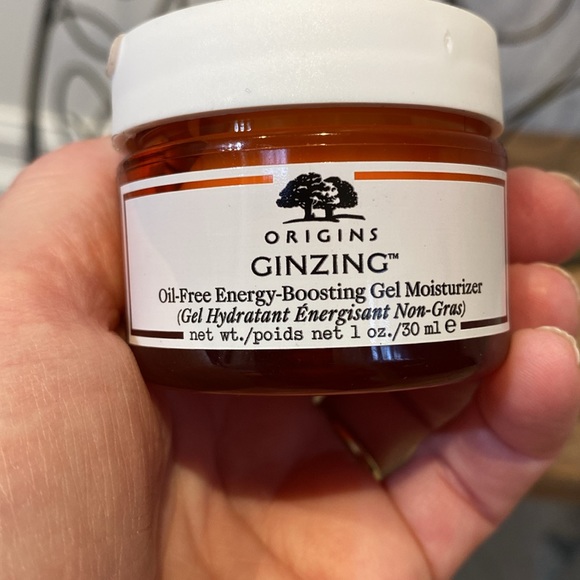 ORIGINS
GINZING™
Oil-Free Energy-Boosting Gel Moisturizer
(Gel Hydratant Énergisant Non-Gras)
net wt./poids net 1 oz./30 ml ℮